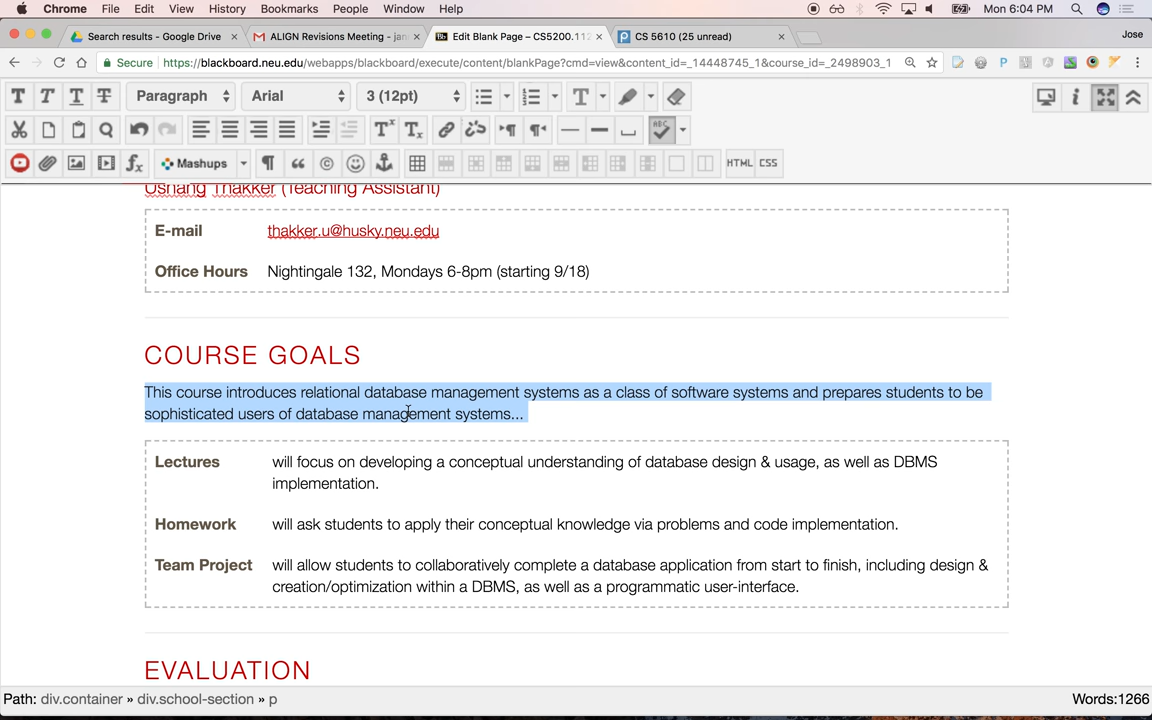 Chrome File Edit View History Bookmarks People Window Help Mon 6:04 PM
Search results - Google Drive × ALIGN Revisions Meeting - jan × Edit Blank Page – CS5200.11 × CS 5610 (25 unread) × Jose
Secure https://blackboard.neu.edu/webapps/blackboard/execute/content/blankPage?cmd=view&content_id=_14448745_1&course_id=_2498903_1
T T T T Paragraph Arial 3 (12pt) T
ABC
Mashups HTML CSS
Ushang Thakker (Teaching Assistant)
E-mail thakker.u@husky.neu.edu
Office Hours Nightingale 132, Mondays 6-8pm (starting 9/18)
COURSE GOALS
This course introduces relational database management systems as a class of software systems and prepares students to be
sophisticated users of database management systems...
Lectures will focus on developing a conceptual understanding of database design & usage, as well as DBMS
implementation.
Homework will ask students to apply their conceptual knowledge via problems and code implementation.
Team Project will allow students to collaboratively complete a database application from start to finish, including design &
creation/optimization within a DBMS, as well as a programmatic user-interface.
EVALUATION
Path: div.container » div.school-section » p Words:1266